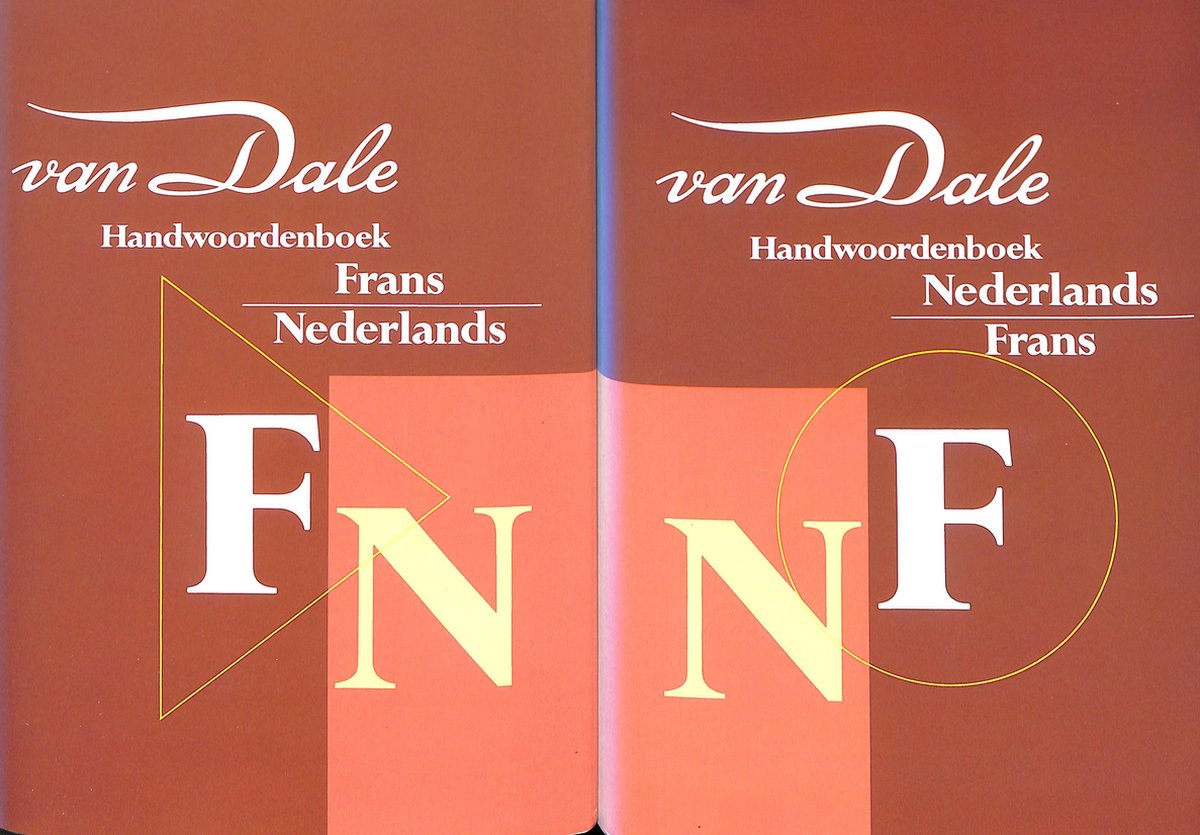 van Dale
Handwoordenboek
Frans
Nederlands
F
N
van Dale
Handwoordenboek
Nederlands
Frans
N
F